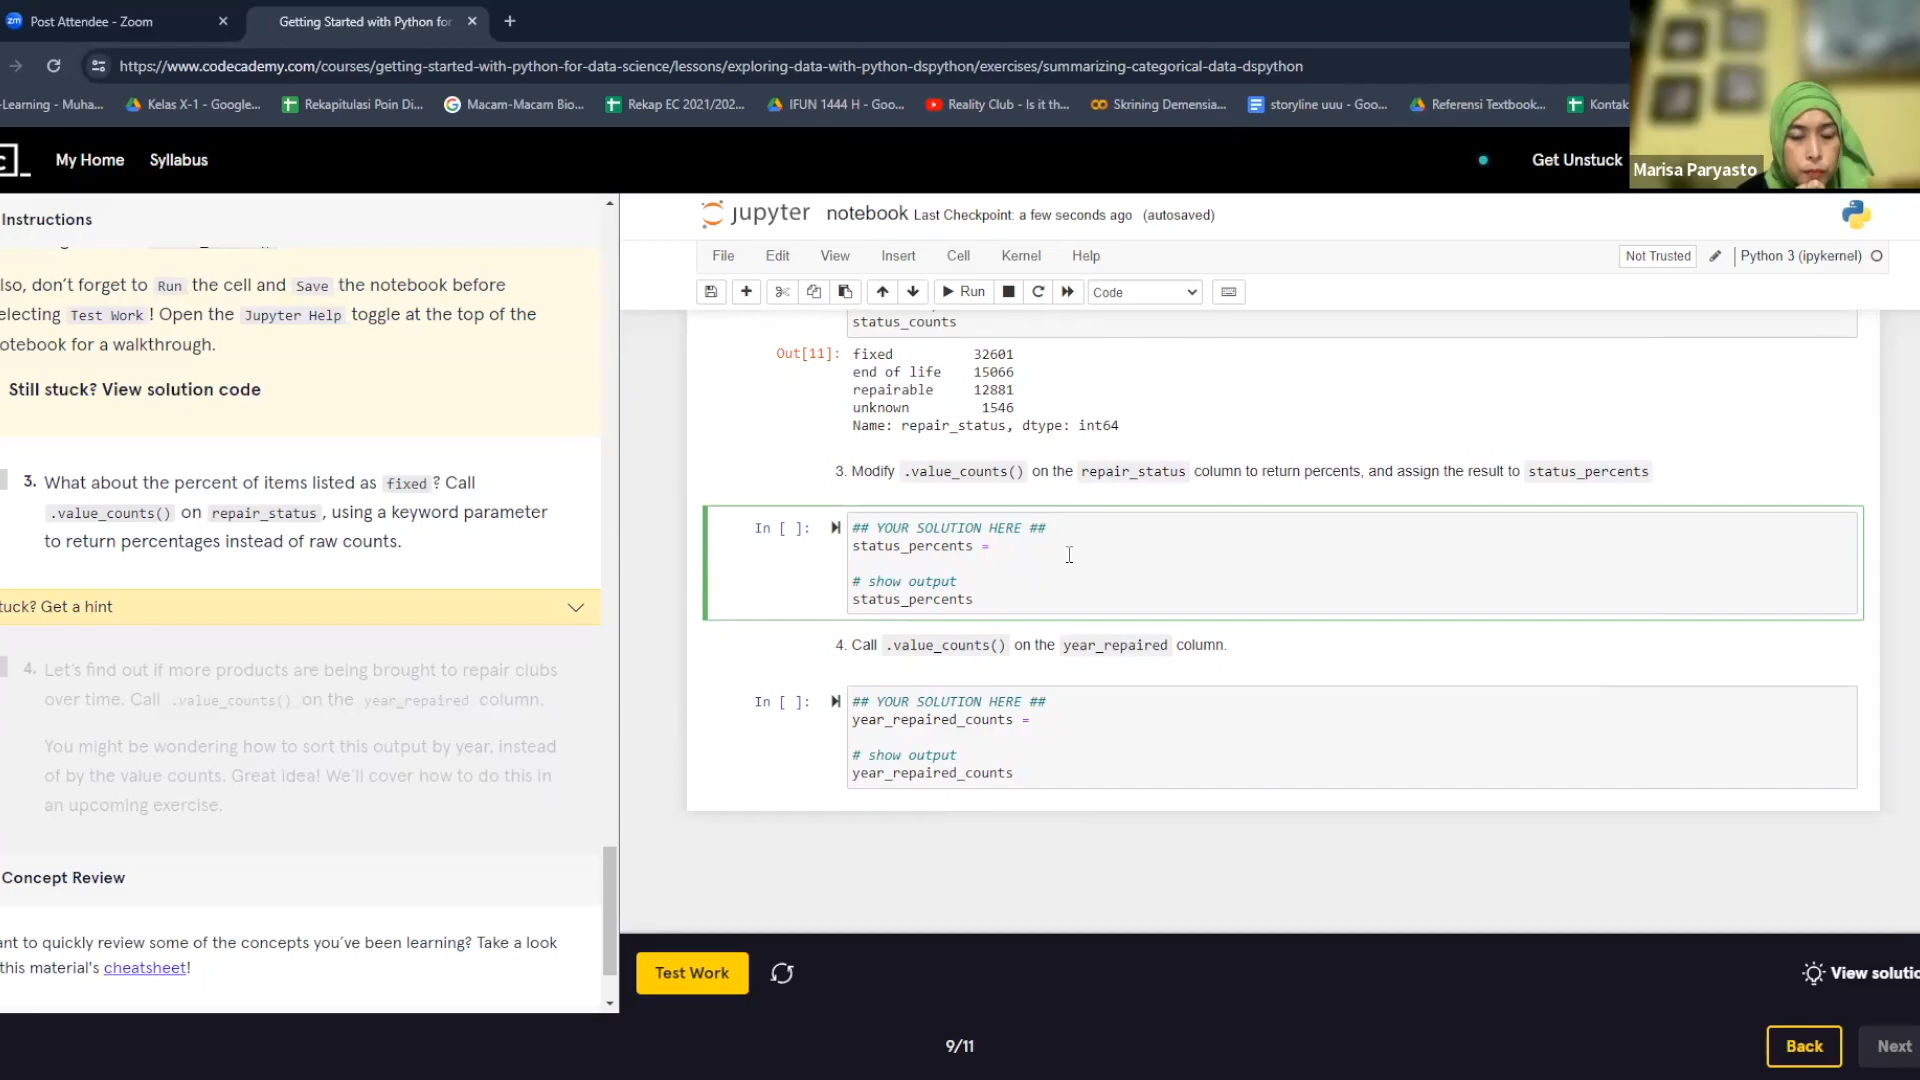 Post Attendee - Zoom
Getting Started with Python for
https://www.codecademy.com/courses/getting-started-with-python-for-data-science/lessons/exploring-data-with-python-dspython/exercises/summarizing-categorical-data-dspython
-Learning - Muha...
Kelas X-1 - Google...
Rekapitulasi Poin Di...
Macam-Macam Bio...
Rekap EC 2021/202...
IFUN 1444 H - Goo...
Reality Club - Is it th...
Skrining Demensia...
storyline uuu - Goo...
Referensi Textbook...
Kontak
My Home
Syllabus
Get Unstuck
Marisa Paryasto
Instructions
lso, don't forget to Run the cell and Save the notebook before
electing Test Work ! Open the Jupyter Help toggle at the top of the
otebook for a walkthrough.
Still stuck? View solution code
3. What about the percent of items listed as fixed ? Call
.value_counts() on repair_status , using a keyword parameter
to return percentages instead of raw counts.
tuck? Get a hint
4. Let's find out if more products are being brought to repair clubs
over time. Call .value_counts() on the year_repaired column.
You might be wondering how to sort this output by year, instead
of by the value counts. Great idea! We'll cover how to do this in
an upcoming exercise.
Concept Review
ant to quickly review some of the concepts you've been learning? Take a look
this material's cheatsheet!
jupyter notebook Last Checkpoint: a few seconds ago (autosaved)
File Edit View Insert Cell Kernel Help
Not Trusted
Python 3 (ipykernel)
Run
Code
status_counts
Out[11]: fixed 32601
end of life 15066
repairable 12881
unknown 1546
Name: repair_status, dtype: int64
3. Modify .value_counts() on the repair_status column to return percents, and assign the result to status_percents
In [ ]: ## YOUR SOLUTION HERE ##
status_percents =
# show output
status_percents
4. Call .value_counts() on the year_repaired column.
In [ ]: ## YOUR SOLUTION HERE ##
year_repaired_counts =
# show output
year_repaired_counts
Test Work
View solutio
9/11
Back
Next